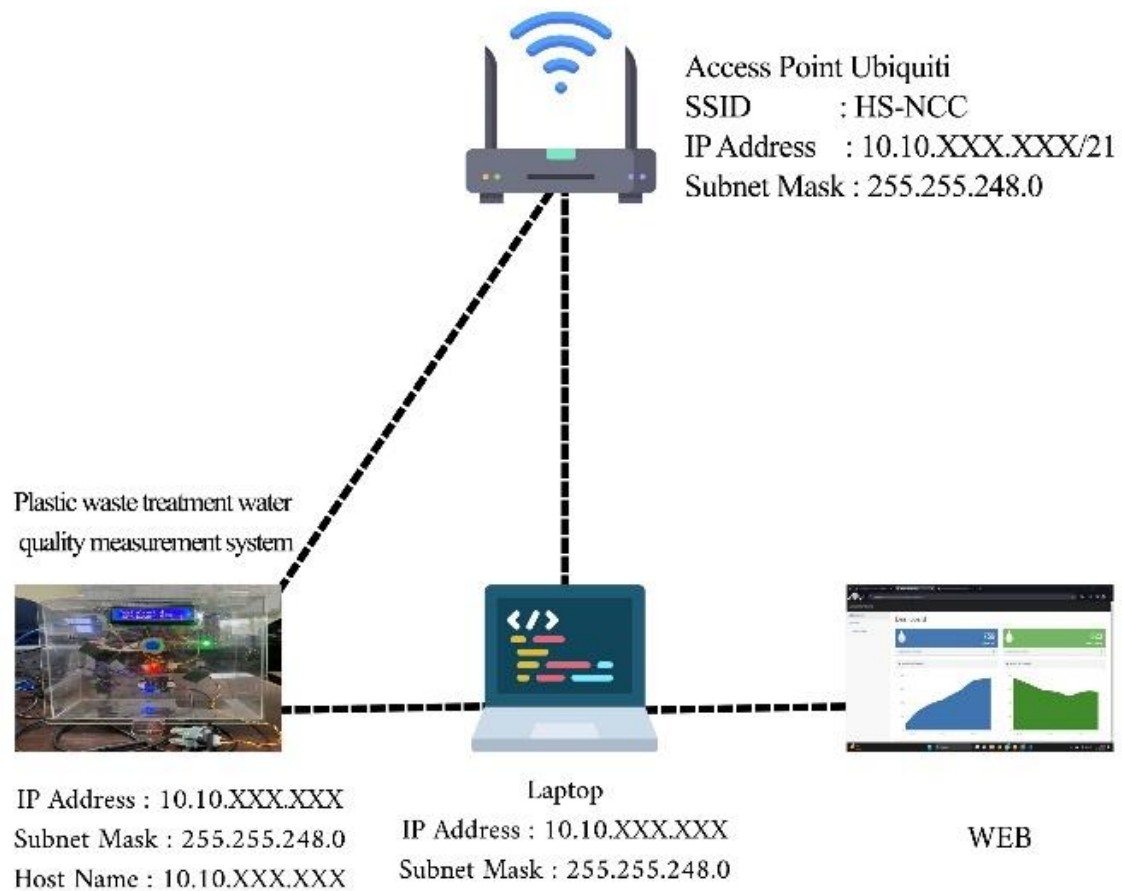 Access Point Ubiquiti
SSID : HS-NCC
IP Address : 10.10.XXX.XXX/21
Subnet Mask : 255.255.248.0
Plastic waste treatment water
quality measurement system
</>
IP Address : 10.10.XXX.XXX
Subnet Mask : 255.255.248.0
Host Name : 10.10.XXX.XXX
Laptop
IP Address : 10.10.XXX.XXX
Subnet Mask : 255.255.248.0
WEB